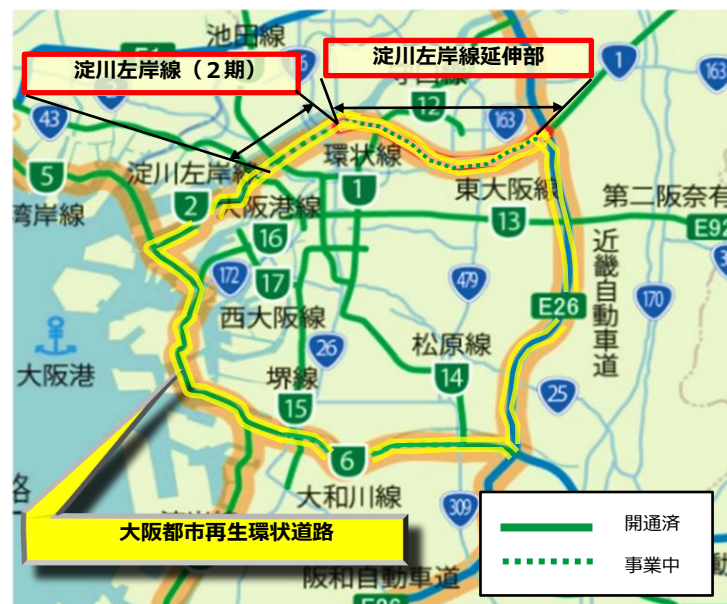 池田線
淀川左岸線（２期）
淀川左岸線延伸部
1
163
43
12
163
5
淀川左岸線
環状線
湾岸線
2
大阪港線
1
東大阪線
第二阪奈有
16
13
E92
172
17
479
近畿自動車道
170
西大阪線
E26
26
松原線
大阪港
堺線
14
25
15
6
大和川線
309
大阪都市再生環状道路
阪和自動車道
開通済
事業中